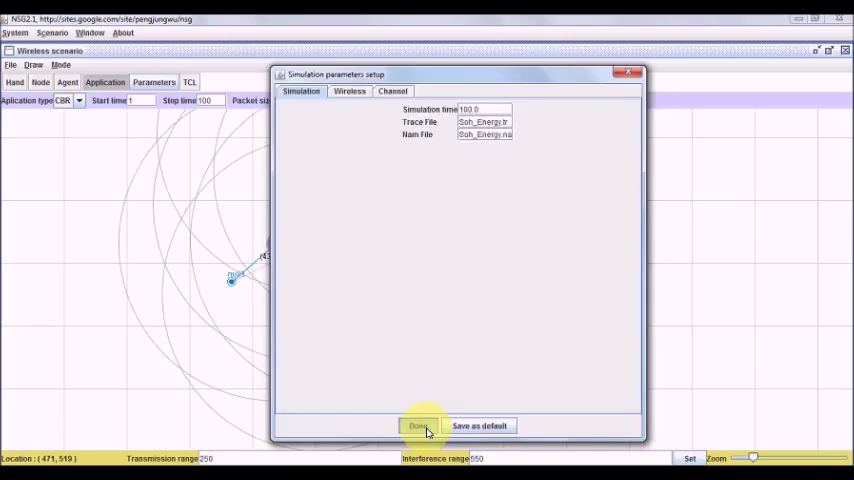 NSG2.1, http://sites.google.com/site/pengjungwu/nsg
System Scenario Window About
Wireless scenario
File Draw Mode
Hand Node Agent Application Parameters TCL
Aplication type CBR Start time 1 Stop time 100 Packet siz
Simulation parameters setup
Simulation Wireless Channel
Simulation time 100.0
Trace File Soh_Energy.tr
Nam File Soh_Energy.na
(43
null3
Done Save as default
Location : ( 471, 519 ) Transmission range 250 Interference range 550 Set Zoom